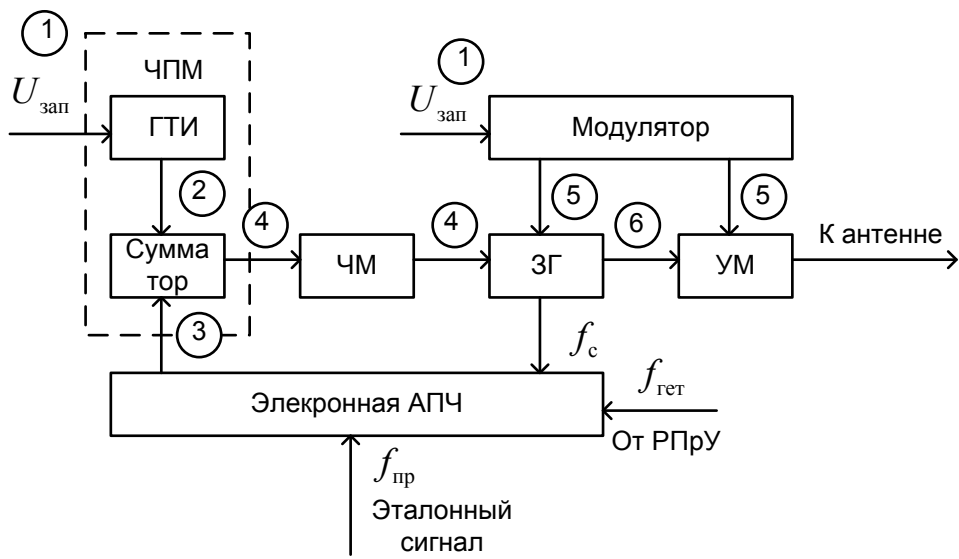 1
ЧПМ
1
U зап
U зап
ГТИ
Модулятор
2
5
5
4
4
6
К антенне
Сумма
тор
ЧМ
ЗГ
УМ
3
f с
f гет
Элекронная АПЧ
От РПрУ
f пр
Эталонный
сигнал